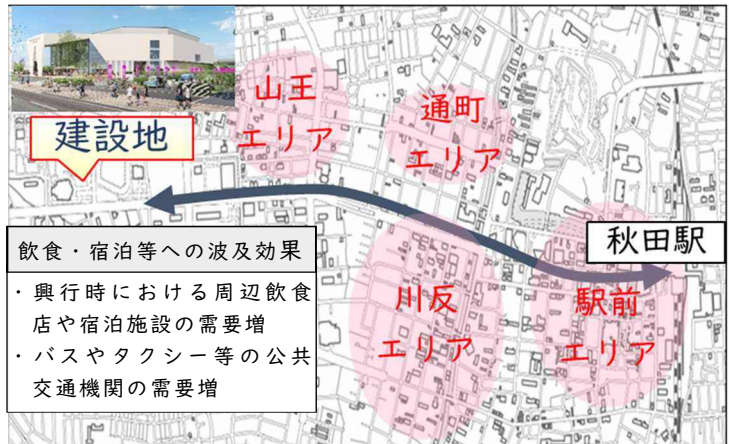 山王
エリア
通町
エリア
建設地
秋田駅
飲食・宿泊等への波及効果
・興行時における周辺飲食
店や宿泊施設の需要増
・バスやタクシー等の公共
交通機関の需要増
川反
エリア
駅前
エリア